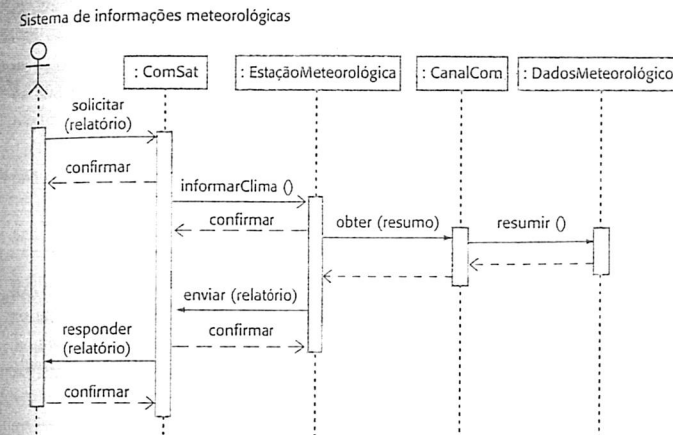 Sistema de informações meteorológicas
: ComSat
: EstaçãoMeteorológica
: CanalCom
: DadosMeteorológico
solicitar
(relatório)
confirmar
informarClima ()
confirmar
obter (resumo)
resumir ()
enviar (relatório)
confirmar
responder
(relatório)
confirmar